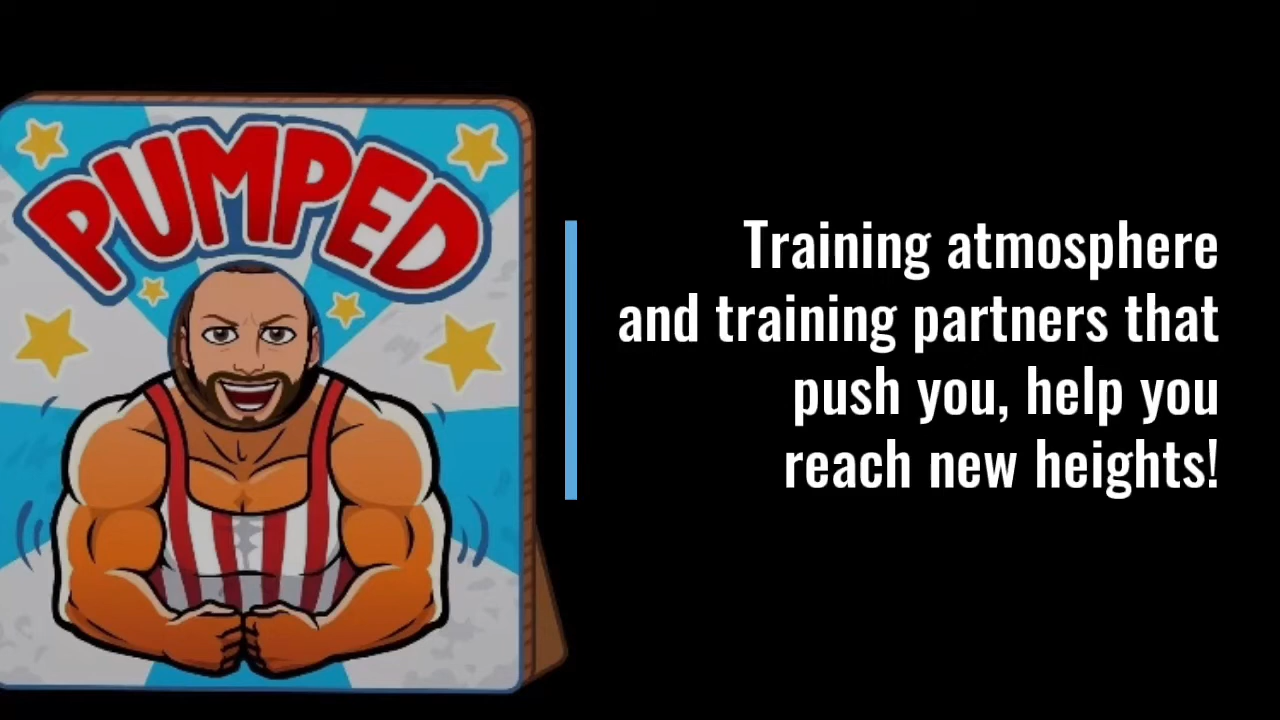 PUMPED
Training atmosphere
and training partners that
push you, help you
reach new heights!